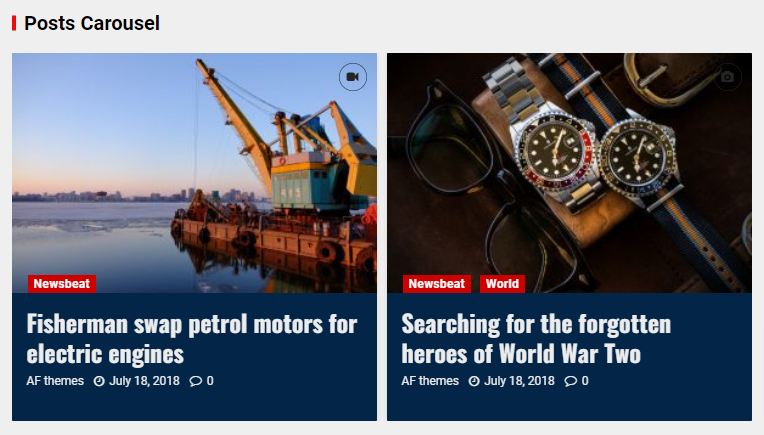 Posts Carousel
Newsbeat
Fisherman swap petrol motors for
electric engines
AF themes July 18, 2018 0
Newsbeat World
Searching for the forgotten
heroes of World War Two
AF themes July 18, 2018 0